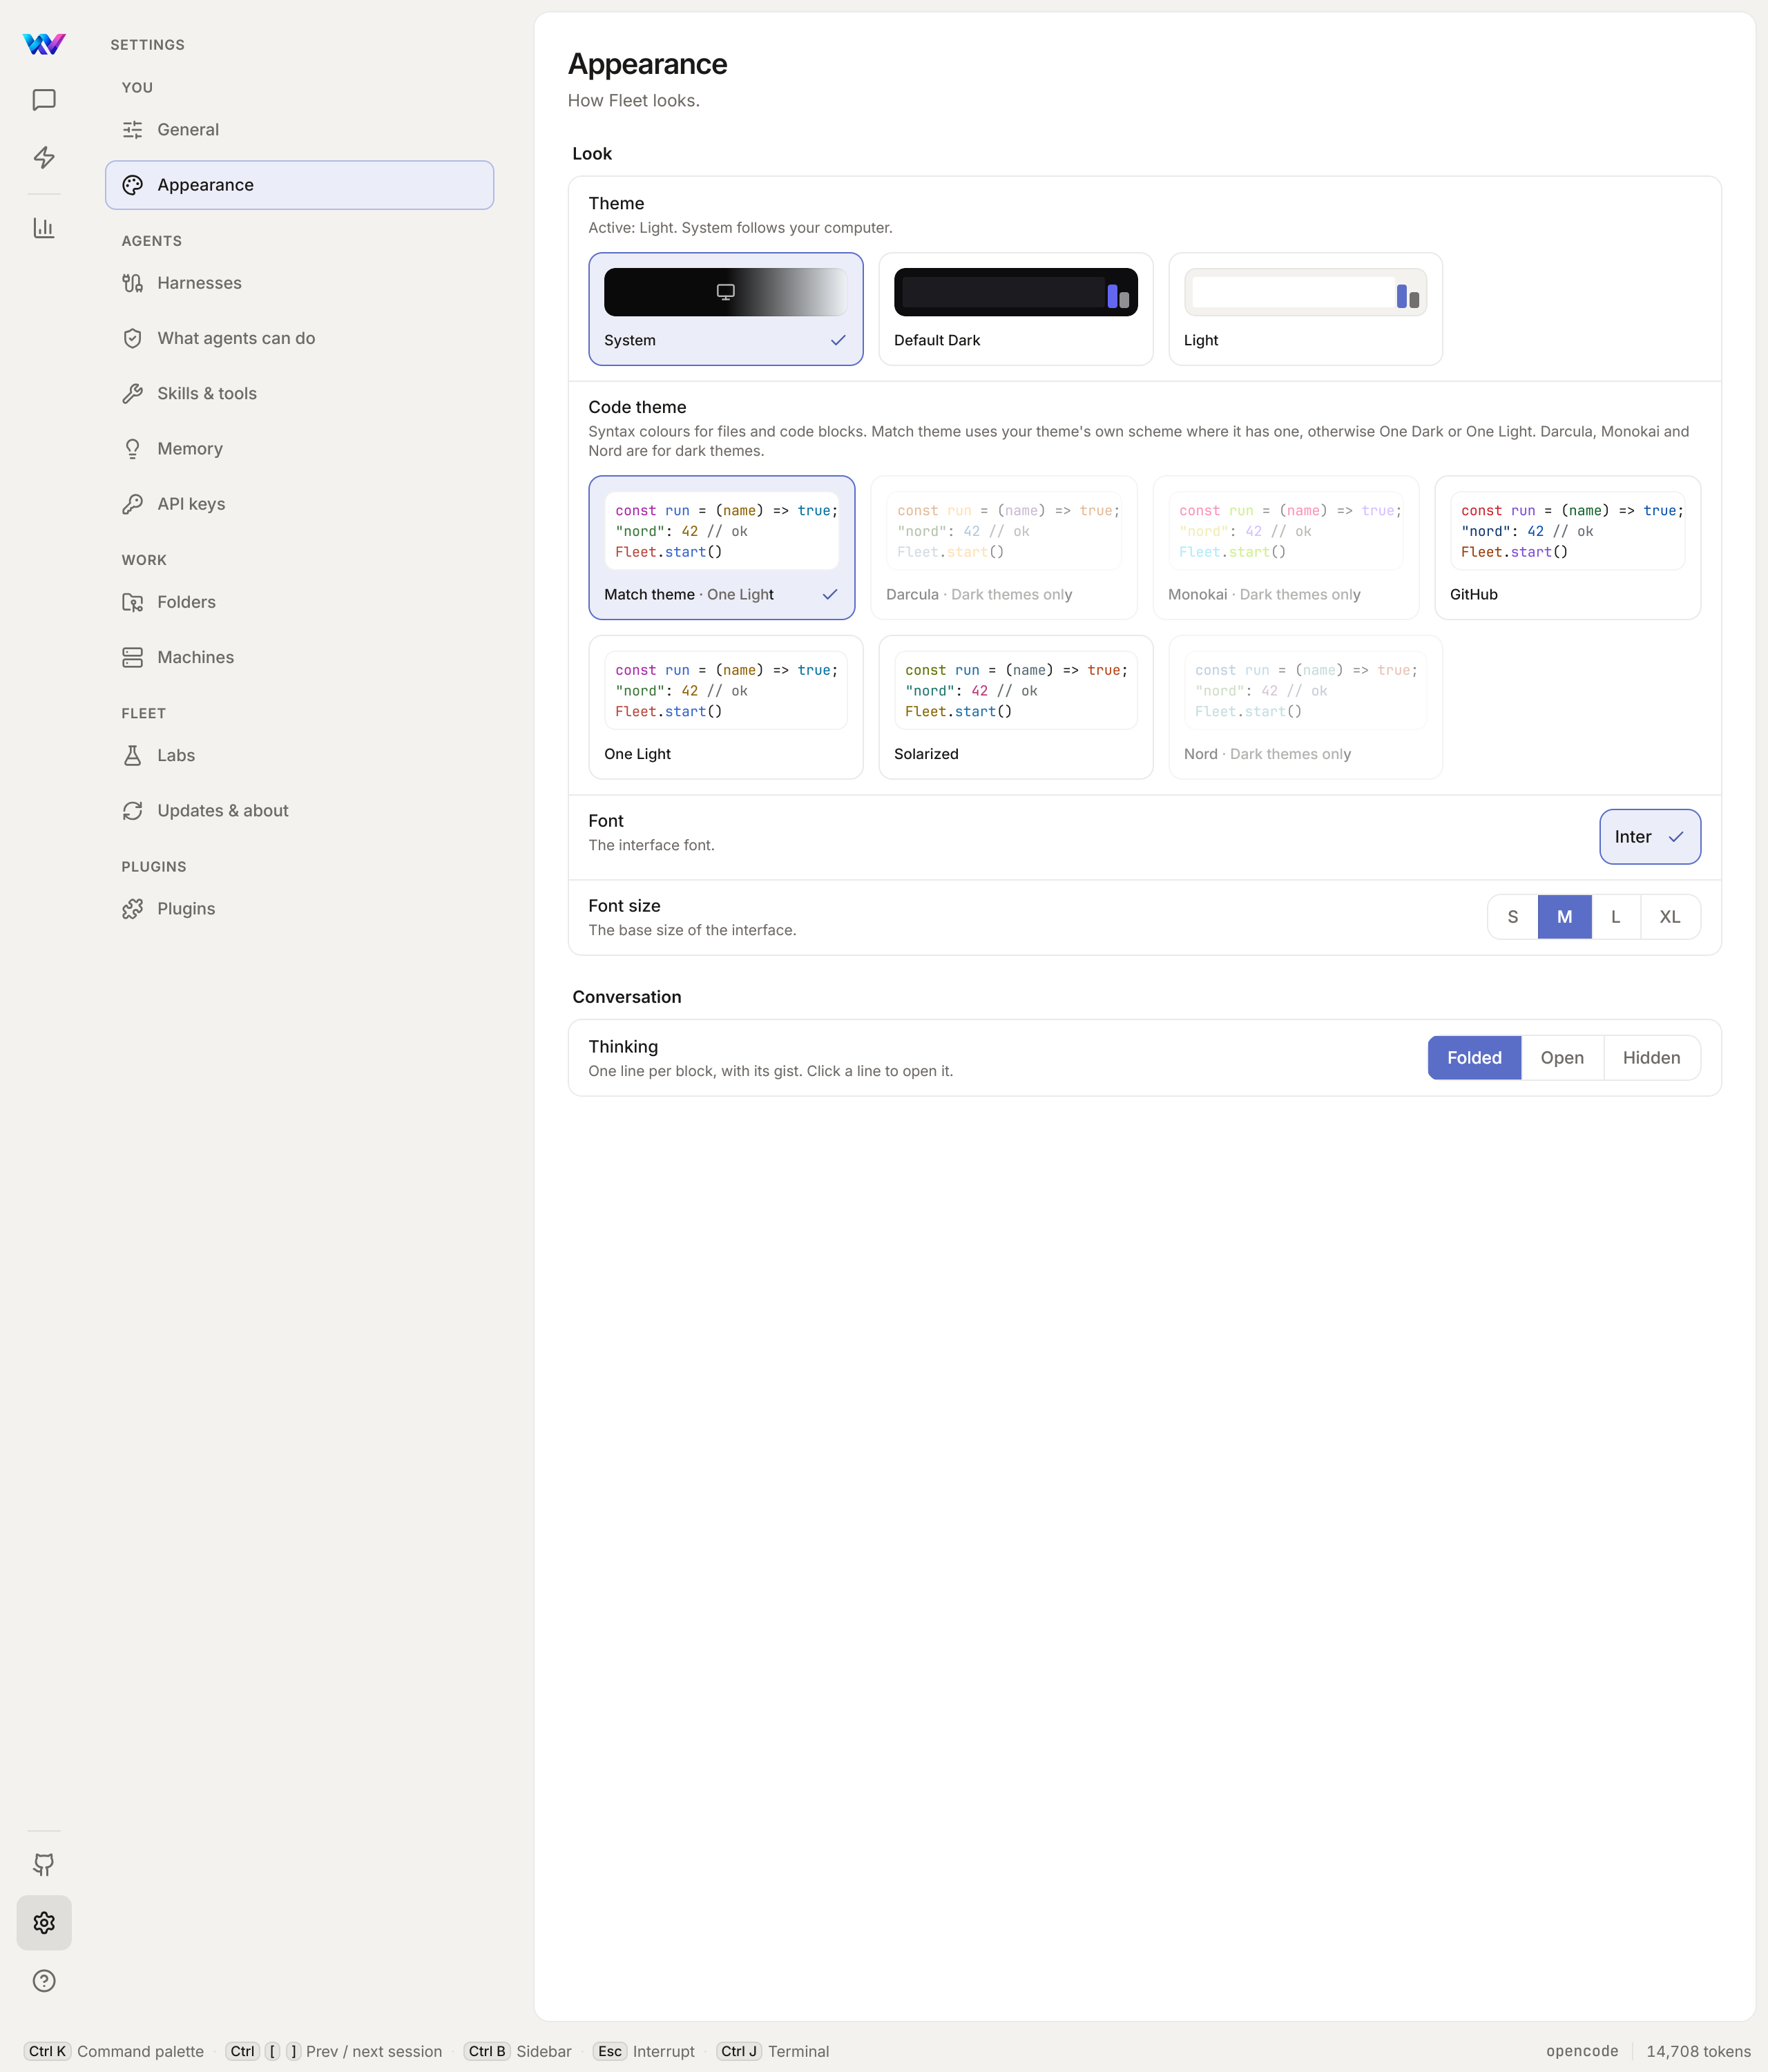 SETTINGS
YOU
General
Appearance
AGENTS
Harnesses
What agents can do
Skills & tools
Memory
API keys
WORK
Folders
Machines
FLEET
Labs
Updates & about
PLUGINS
Plugins
Appearance
How Fleet looks.
Look
Theme
Active: Light. System follows your computer.
System
Default Dark
Light
Code theme
Syntax colours for files and code blocks. Match theme uses your theme's own scheme where it has one, otherwise One Dark or One Light. Darcula, Monokai and
Nord are for dark themes.
const run = (name) => true;
"nord": 42 // ok
Fleet.start()
Match theme · One Light
const run = (name) => true;
"nord": 42 // ok
Fleet.start()
Darcula · Dark themes only
const run = (name) => true;
"nord": 42 // ok
Fleet.start()
Monokai · Dark themes only
const run = (name) => true;
"nord": 42 // ok
Fleet.start()
GitHub
const run = (name) => true;
"nord": 42 // ok
Fleet.start()
One Light
const run = (name) => true;
"nord": 42 // ok
Fleet.start()
Solarized
const run = (name) => true;
"nord": 42 // ok
Fleet.start()
Nord · Dark themes only
Font
The interface font.
Inter
Font size
The base size of the interface.
S M L XL
Conversation
Thinking
One line per block, with its gist. Click a line to open it.
Folded Open Hidden
Ctrl K Command palette · Ctrl [ ] Prev / next session · Ctrl B Sidebar · Esc Interrupt · Ctrl J Terminal
opencode 14,708 tokens